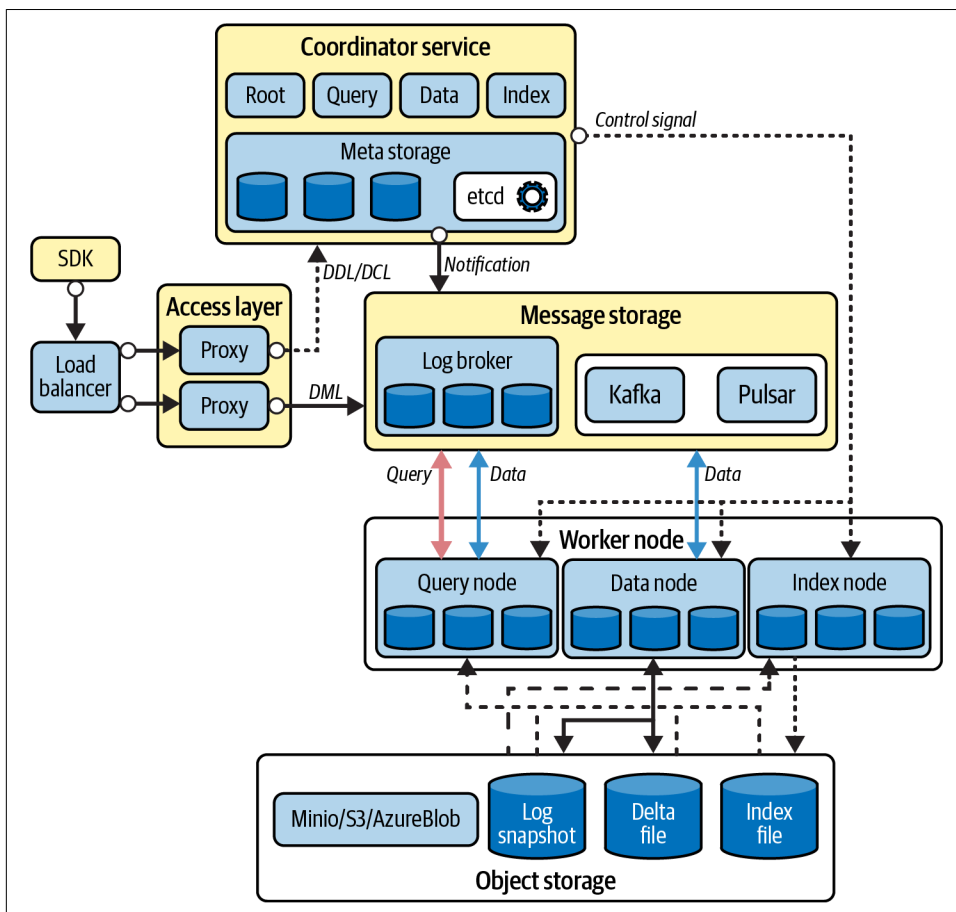 Coordinator service
Root
Query
Data
Index
Control signal
Meta storage
etcd
SDK
DDL/DCL
Notification
Access layer
Message storage
Load
balancer
Proxy
Log broker
Proxy
DML
Kafka
Pulsar
Query
Data
Data
Worker node
Query node
Data node
Index node
Minio/S3/AzureBlob
Log
snapshot
Delta
file
Index
file
Object storage